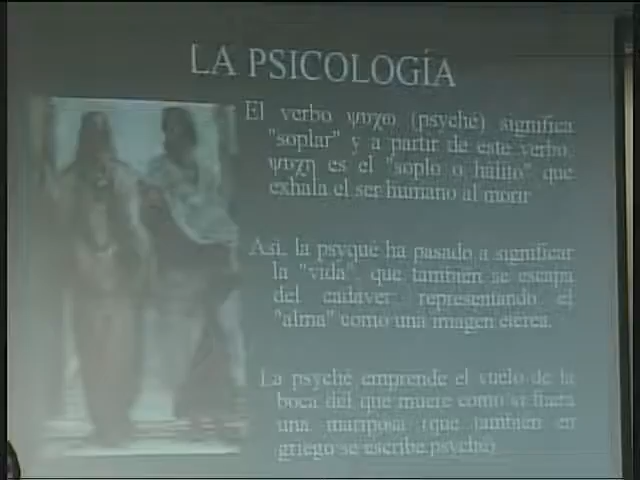 LA PSICOLOGÍA
El verbo ψυχω (psyché) significa
"soplar" y a partir de este verbo,
ψυχη es el "soplo o hálito" que
exhala el ser humano al morir
Así, la psyqué ha pasado a significar
la "vida", que también se escapa
del cadaver representando el
"alma" como una imagen eterea.
La psyché emprende el vuelo de la
boca del que muere como si fuera
una mariposa (que también en
griego se escribe psyché)